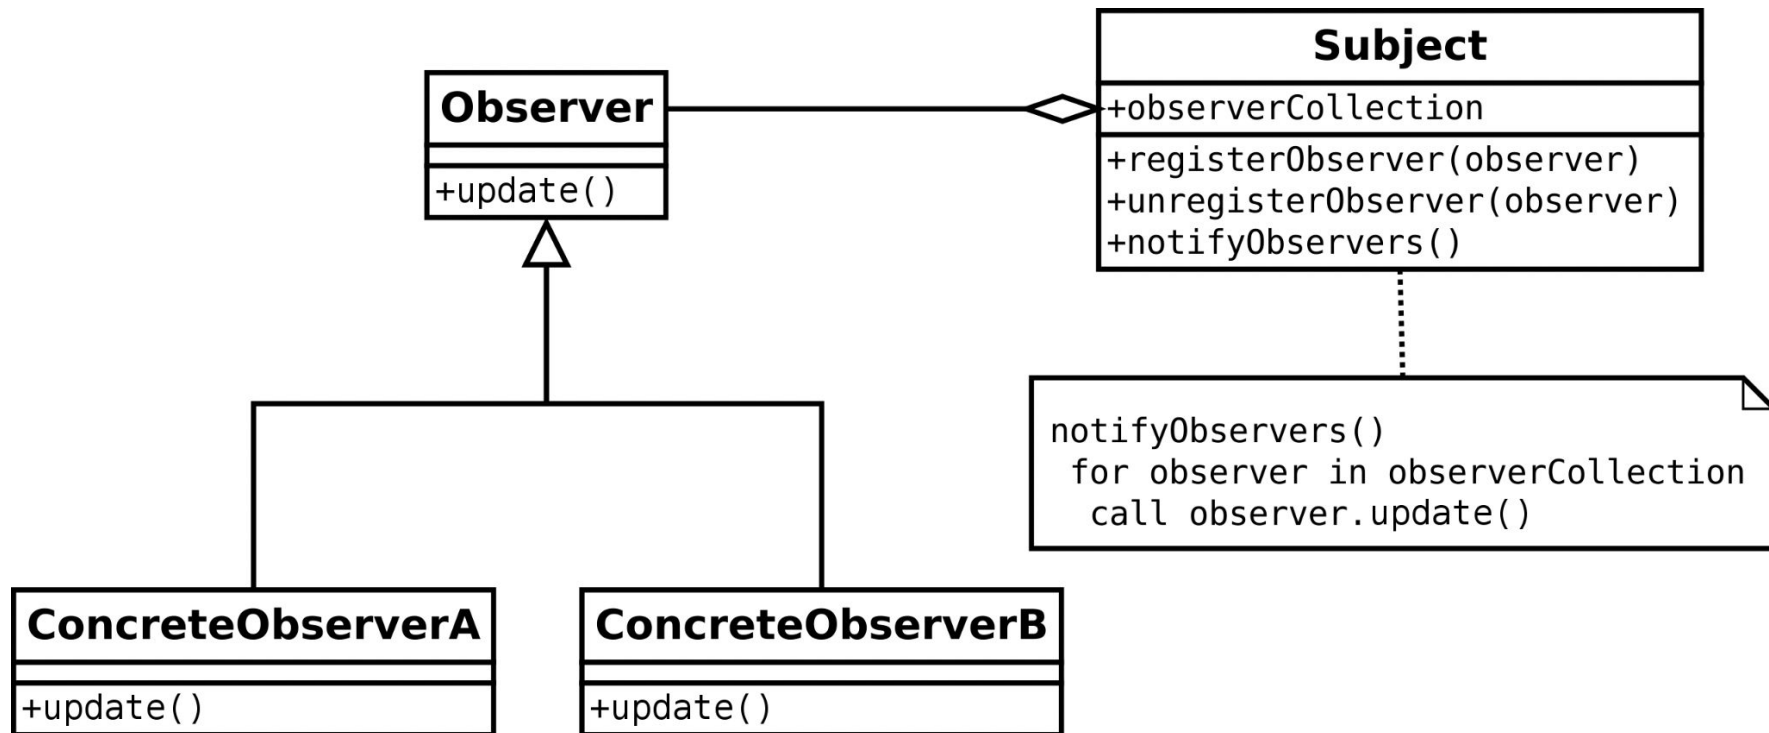 Subject
+observerCollection
+registerObserver(observer)
+unregisterObserver(observer)
+notifyObservers()
Observer
+update()
notifyObservers()
for observer in observerCollection
call observer.update()
ConcreteObserverA
+update()
ConcreteObserverB
+update()